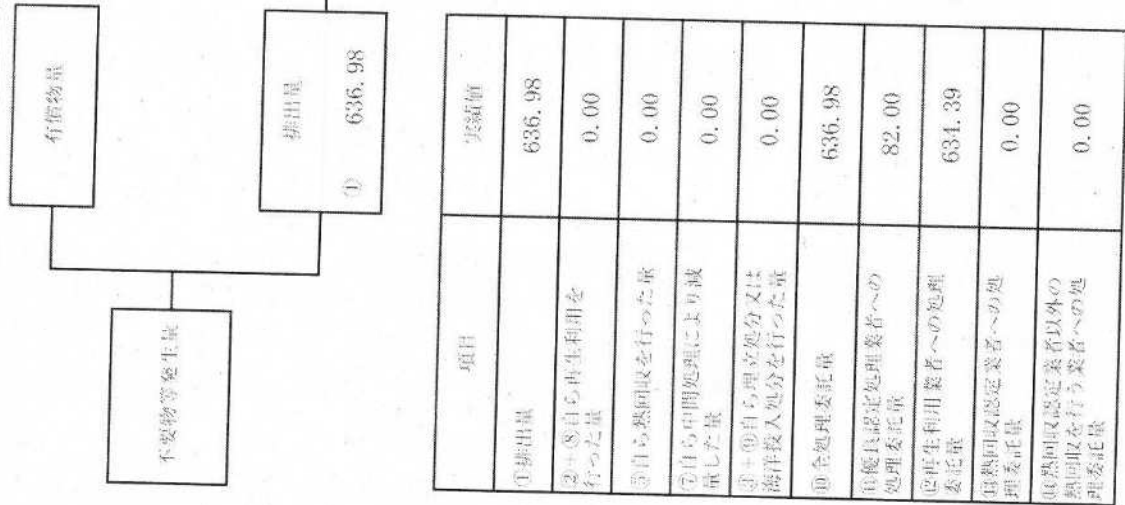 有償物量
不要物等発生量
排出量
① 636.98
項目 実績値
①排出量 636.98
②+⑧自ら再生利用を
行った量 0.00
⑤自ら熱回収を行った量 0.00
⑦自ら中間処理により減
量した量 0.00
③+⑨自ら埋立処分又は
海洋投入処分を行った量 0.00
⑩全処理委託量 636.98
⑪優良認定処理業者への
処理委託量 82.00
⑫再生利用業者への処理
委託量 634.39
⑬熱回収認定業者への処
理委託量 0.00
⑭熱回収認定業者以外の
熱回収を行う業者への処
理委託量 0.00